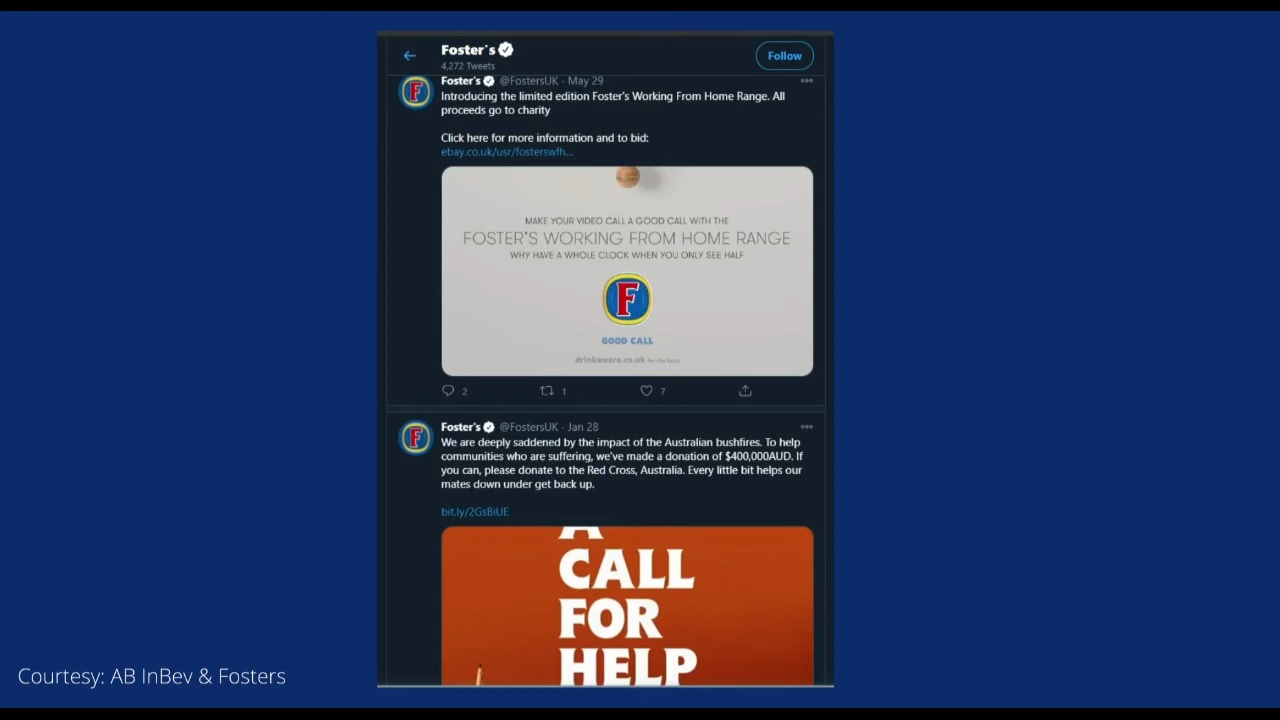 Foster's
4,272 Tweets
Follow
Foster's @FostersUK · May 29
Introducing the limited edition Foster's Working From Home Range. All
proceeds go to charity
Click here for more information and to bid:
ebay.co.uk/usr/fosterswfh...
MAKE YOUR VIDEO CALL A GOOD CALL WITH THE
FOSTER'S WORKING FROM HOME RANGE
WHY HAVE A WHOLE CLOCK WHEN YOU ONLY SEE HALF
F
GOOD CALL
drinkaware.co.uk for the facts
2
1
7
Foster's @FostersUK · Jan 28
We are deeply saddened by the impact of the Australian bushfires. To help
communities who are suffering, we've made a donation of $400,000AUD. If
you can, please donate to the Red Cross, Australia. Every little bit helps our
mates down under get back up.
bit.ly/2GsBiUE
A
CALL
FOR
HELP
Courtesy: AB InBev & Fosters